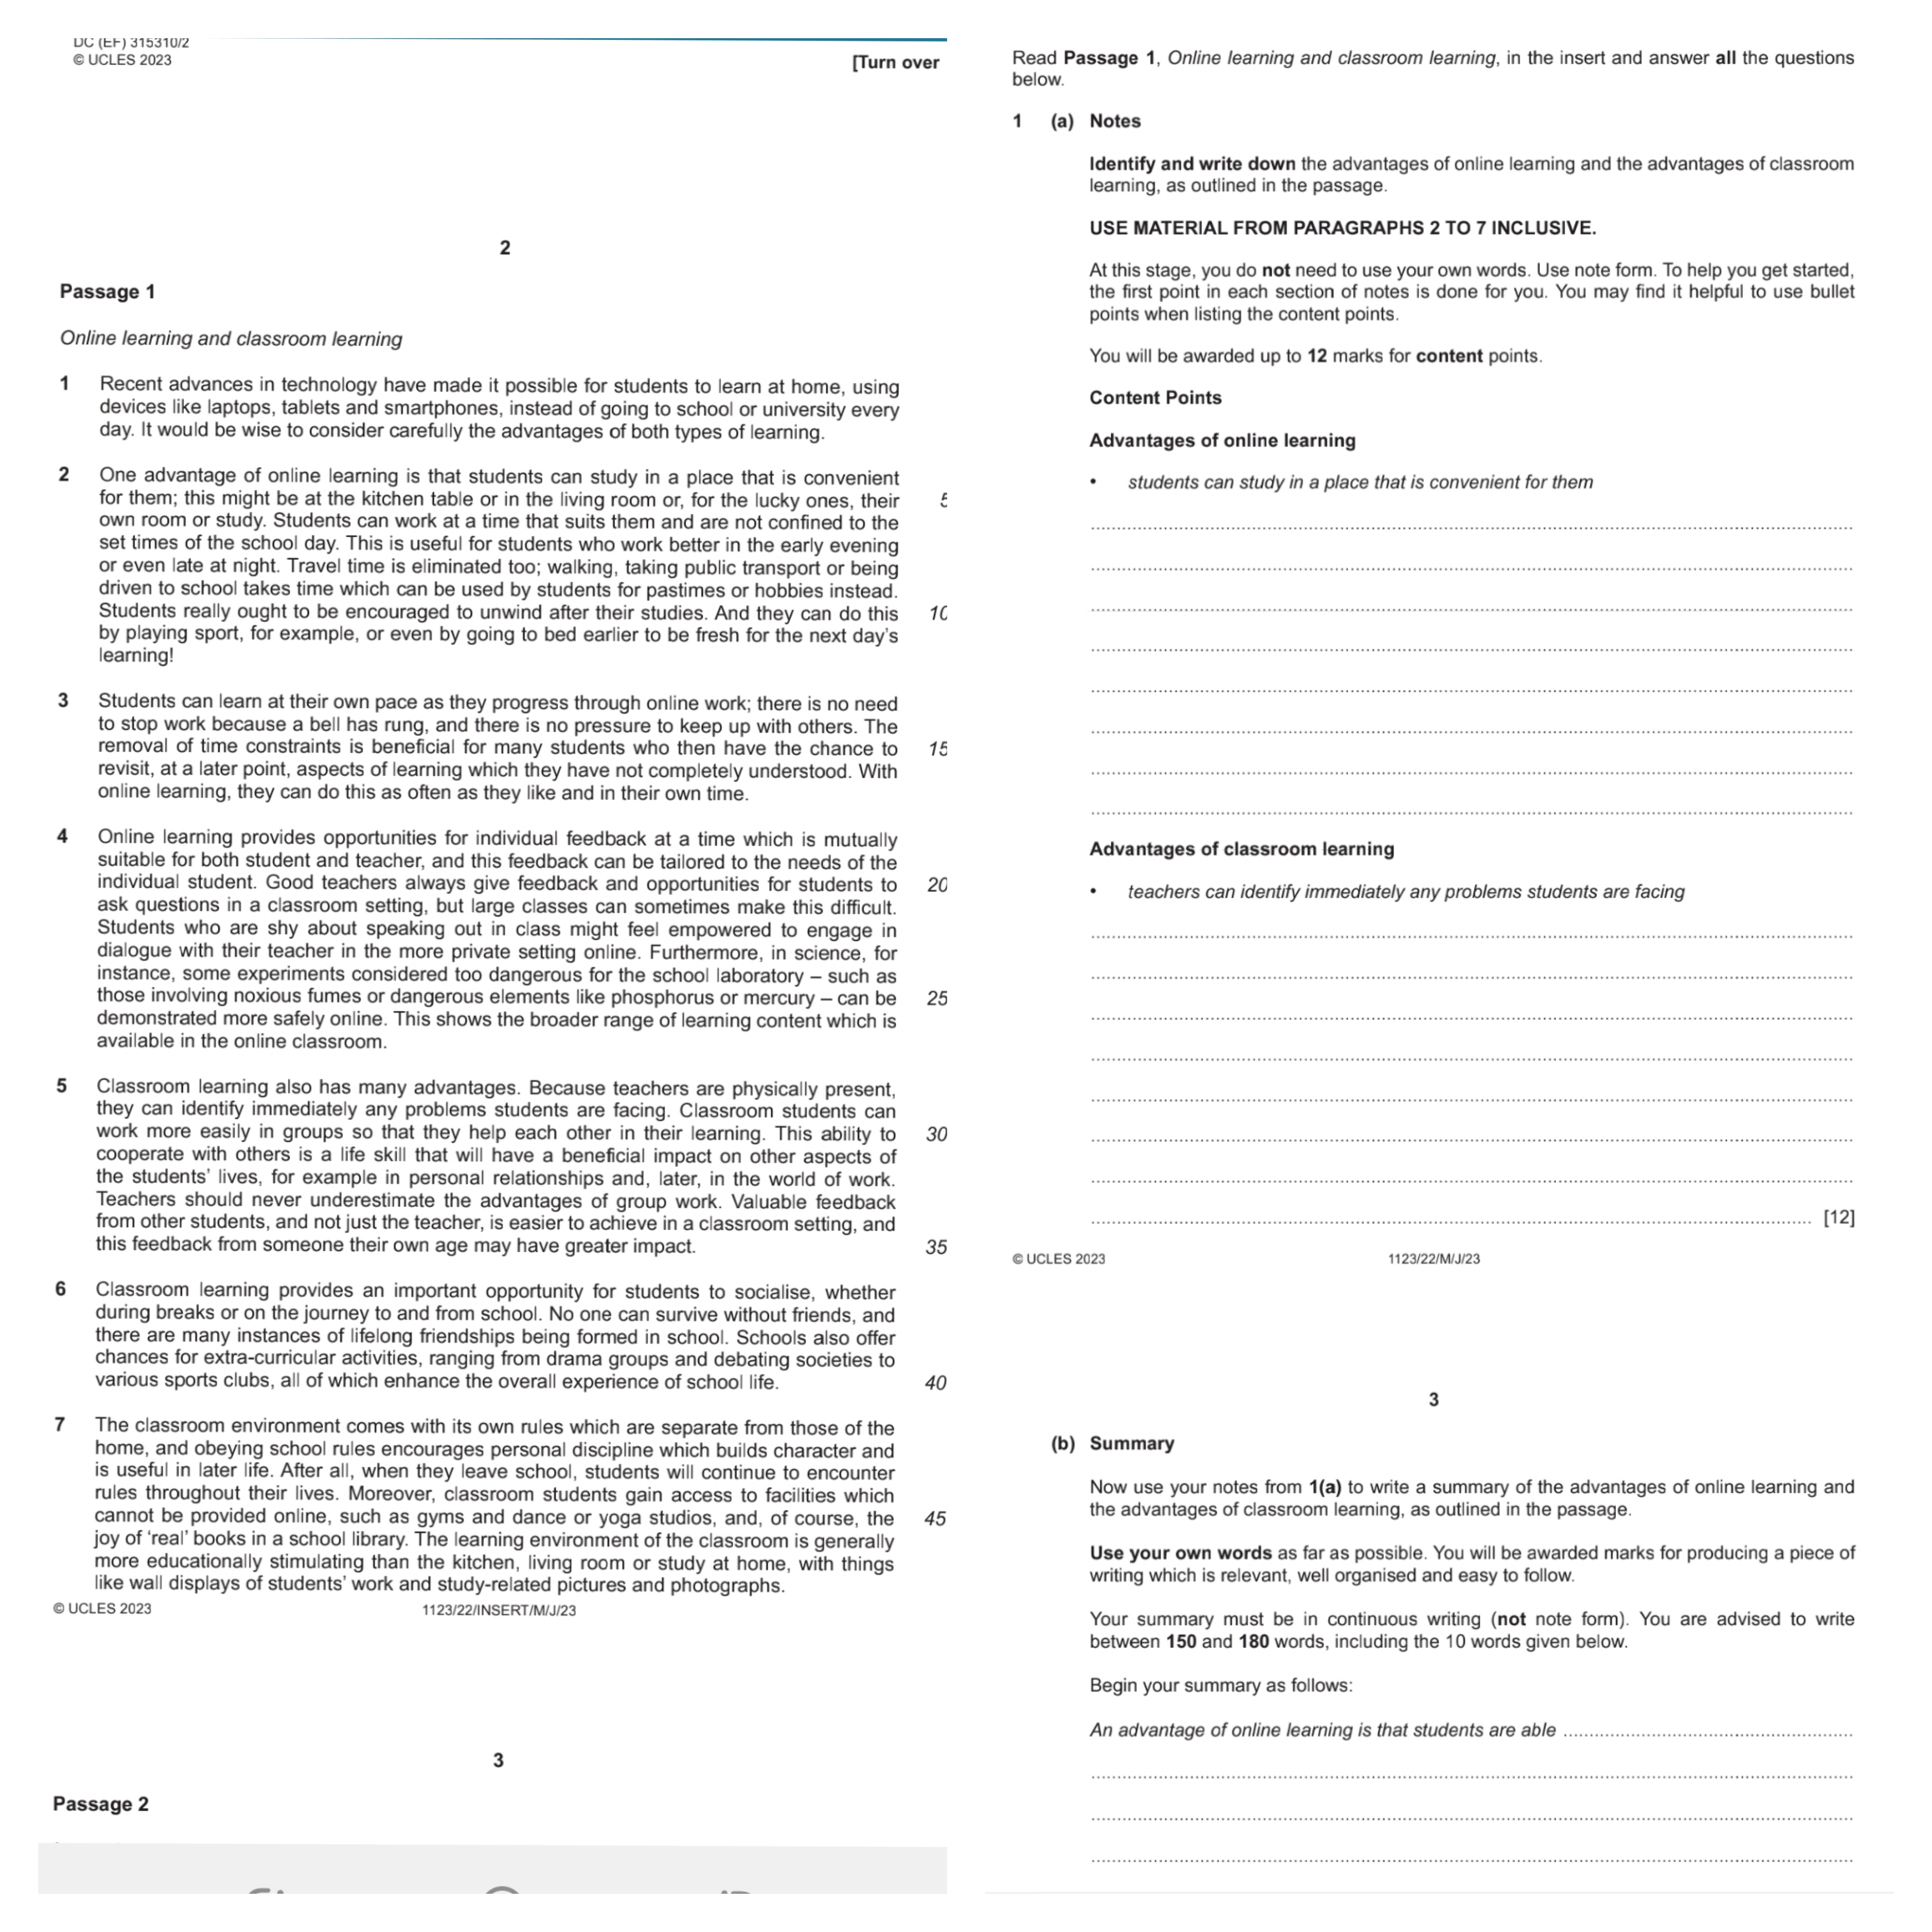 DC (EF) 315310/2
© UCLES 2023
[Turn over
2
Passage 1
Online learning and classroom learning
1 Recent advances in technology have made it possible for students to learn at home, using
devices like laptops, tablets and smartphones, instead of going to school or university every
day. It would be wise to consider carefully the advantages of both types of learning.
2 One advantage of online learning is that students can study in a place that is convenient
for them; this might be at the kitchen table or in the living room or, for the lucky ones, their 5
own room or study. Students can work at a time that suits them and are not confined to the
set times of the school day. This is useful for students who work better in the early evening
or even late at night. Travel time is eliminated too; walking, taking public transport or being
driven to school takes time which can be used by students for pastimes or hobbies instead.
Students really ought to be encouraged to unwind after their studies. And they can do this 10
by playing sport, for example, or even by going to bed earlier to be fresh for the next day's
learning!
3 Students can learn at their own pace as they progress through online work; there is no need
to stop work because a bell has rung, and there is no pressure to keep up with others. The
removal of time constraints is beneficial for many students who then have the chance to 15
revisit, at a later point, aspects of learning which they have not completely understood. With
online learning, they can do this as often as they like and in their own time.
4 Online learning provides opportunities for individual feedback at a time which is mutually
suitable for both student and teacher, and this feedback can be tailored to the needs of the
individual student. Good teachers always give feedback and opportunities for students to 20
ask questions in a classroom setting, but large classes can sometimes make this difficult.
Students who are shy about speaking out in class might feel empowered to engage in
dialogue with their teacher in the more private setting online. Furthermore, in science, for
instance, some experiments considered too dangerous for the school laboratory – such as
those involving noxious fumes or dangerous elements like phosphorus or mercury – can be 25
demonstrated more safely online. This shows the broader range of learning content which is
available in the online classroom.
5 Classroom learning also has many advantages. Because teachers are physically present,
they can identify immediately any problems students are facing. Classroom students can
work more easily in groups so that they help each other in their learning. This ability to 30
cooperate with others is a life skill that will have a beneficial impact on other aspects of
the students' lives, for example in personal relationships and, later, in the world of work.
Teachers should never underestimate the advantages of group work. Valuable feedback
from other students, and not just the teacher, is easier to achieve in a classroom setting, and
this feedback from someone their own age may have greater impact. 35
6 Classroom learning provides an important opportunity for students to socialise, whether
during breaks or on the journey to and from school. No one can survive without friends, and
there are many instances of lifelong friendships being formed in school. Schools also offer
chances for extra-curricular activities, ranging from drama groups and debating societies to
various sports clubs, all of which enhance the overall experience of school life. 40
7 The classroom environment comes with its own rules which are separate from those of the
home, and obeying school rules encourages personal discipline which builds character and
is useful in later life. After all, when they leave school, students will continue to encounter
rules throughout their lives. Moreover, classroom students gain access to facilities which
cannot be provided online, such as gyms and dance or yoga studios, and, of course, the 45
joy of 'real' books in a school library. The learning environment of the classroom is generally
more educationally stimulating than the kitchen, living room or study at home, with things
like wall displays of students' work and study-related pictures and photographs.
© UCLES 2023 1123/22/INSERT/M/J/23
3
Passage 2
Read Passage 1, Online learning and classroom learning, in the insert and answer all the questions
below.
1 (a) Notes
Identify and write down the advantages of online learning and the advantages of classroom
learning, as outlined in the passage.
USE MATERIAL FROM PARAGRAPHS 2 TO 7 INCLUSIVE.
At this stage, you do not need to use your own words. Use note form. To help you get started,
the first point in each section of notes is done for you. You may find it helpful to use bullet
points when listing the content points.
You will be awarded up to 12 marks for content points.
Content Points
Advantages of online learning
• students can study in a place that is convenient for them
Advantages of classroom learning
• teachers can identify immediately any problems students are facing
[12]
© UCLES 2023 1123/22/M/J/23
3
(b) Summary
Now use your notes from 1(a) to write a summary of the advantages of online learning and
the advantages of classroom learning, as outlined in the passage.
Use your own words as far as possible. You will be awarded marks for producing a piece of
writing which is relevant, well organised and easy to follow.
Your summary must be in continuous writing (not note form). You are advised to write
between 150 and 180 words, including the 10 words given below.
Begin your summary as follows:
An advantage of online learning is that students are able